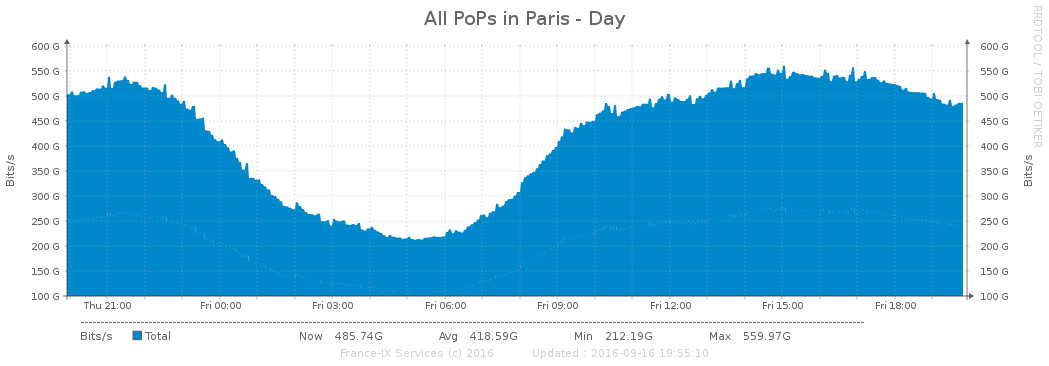 All PoPs in Paris - Day
RRDTOOL / TOBI OETIKER
600 G 600 G
550 G 550 G
500 G 500 G
450 G 450 G
400 G 400 G
350 G 350 G
300 G 300 G
250 G 250 G
200 G 200 G
150 G 150 G
100 G 100 G
Bits/s
Bits/s
Thu 21:00 Fri 00:00 Fri 03:00 Fri 06:00 Fri 09:00 Fri 12:00 Fri 15:00 Fri 18:00
Bits/s Total Now 485.74G Avg 418.59G Min 212.19G Max 559.97G
France-IX Services (c) 2016 Updated : 2016-09-16 19:55:10